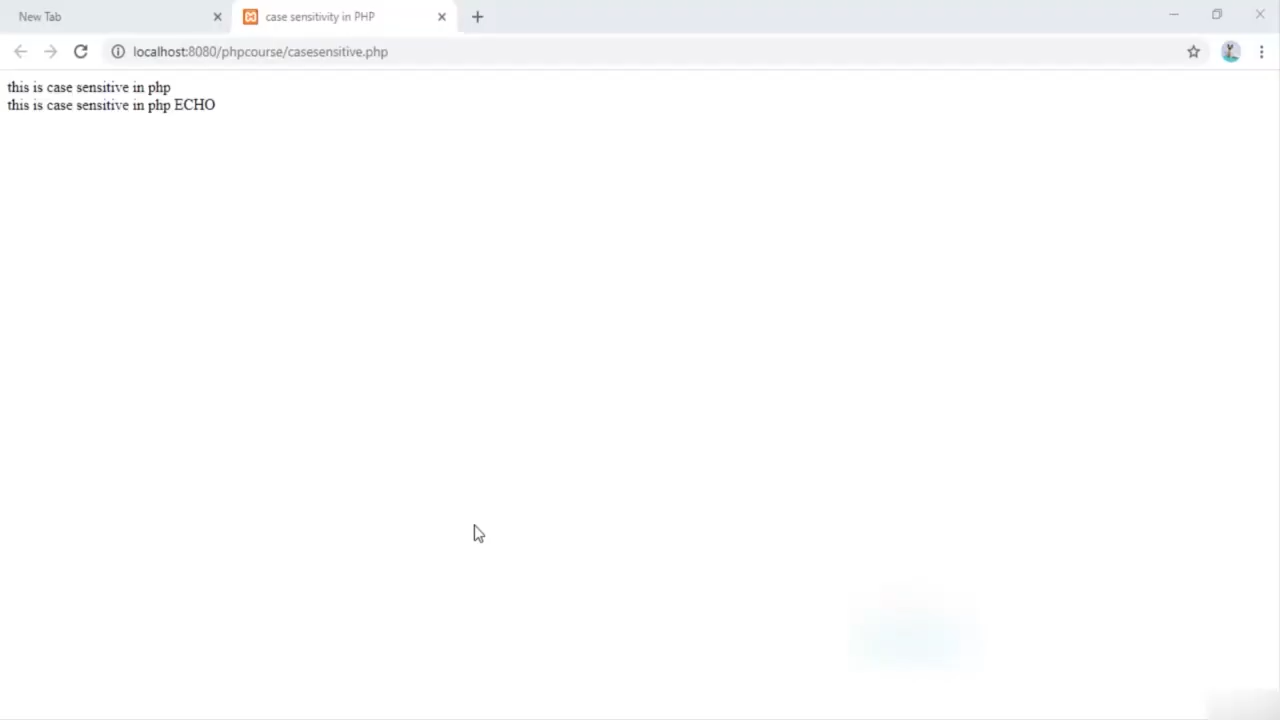 New Tab
case sensitivity in PHP
localhost:8080/phpcourse/casesensitive.php
this is case sensitive in php
this is case sensitive in php ECHO